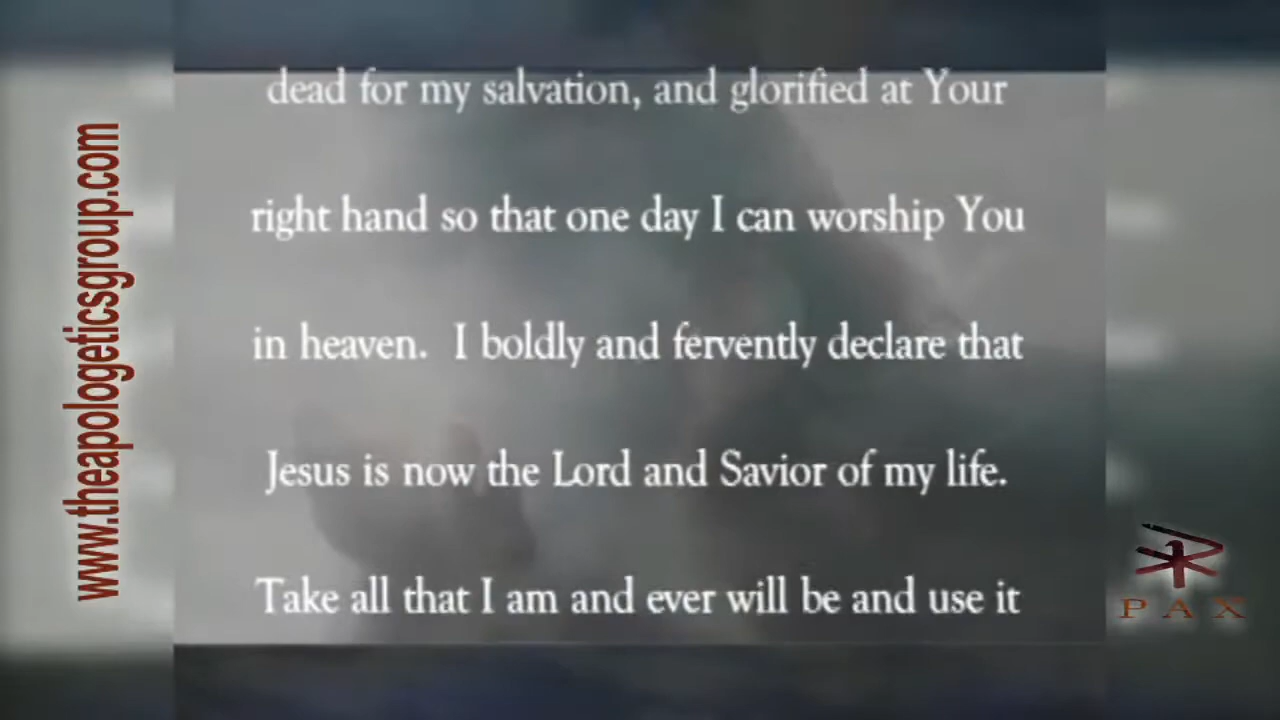 www.theapologeticsgroup.com
dead for my salvation, and glorified at Your
right hand so that one day I can worship You
in heaven. I boldly and fervently declare that
Jesus is now the Lord and Savior of my life.
Take all that I am and ever will be and use it
PAX